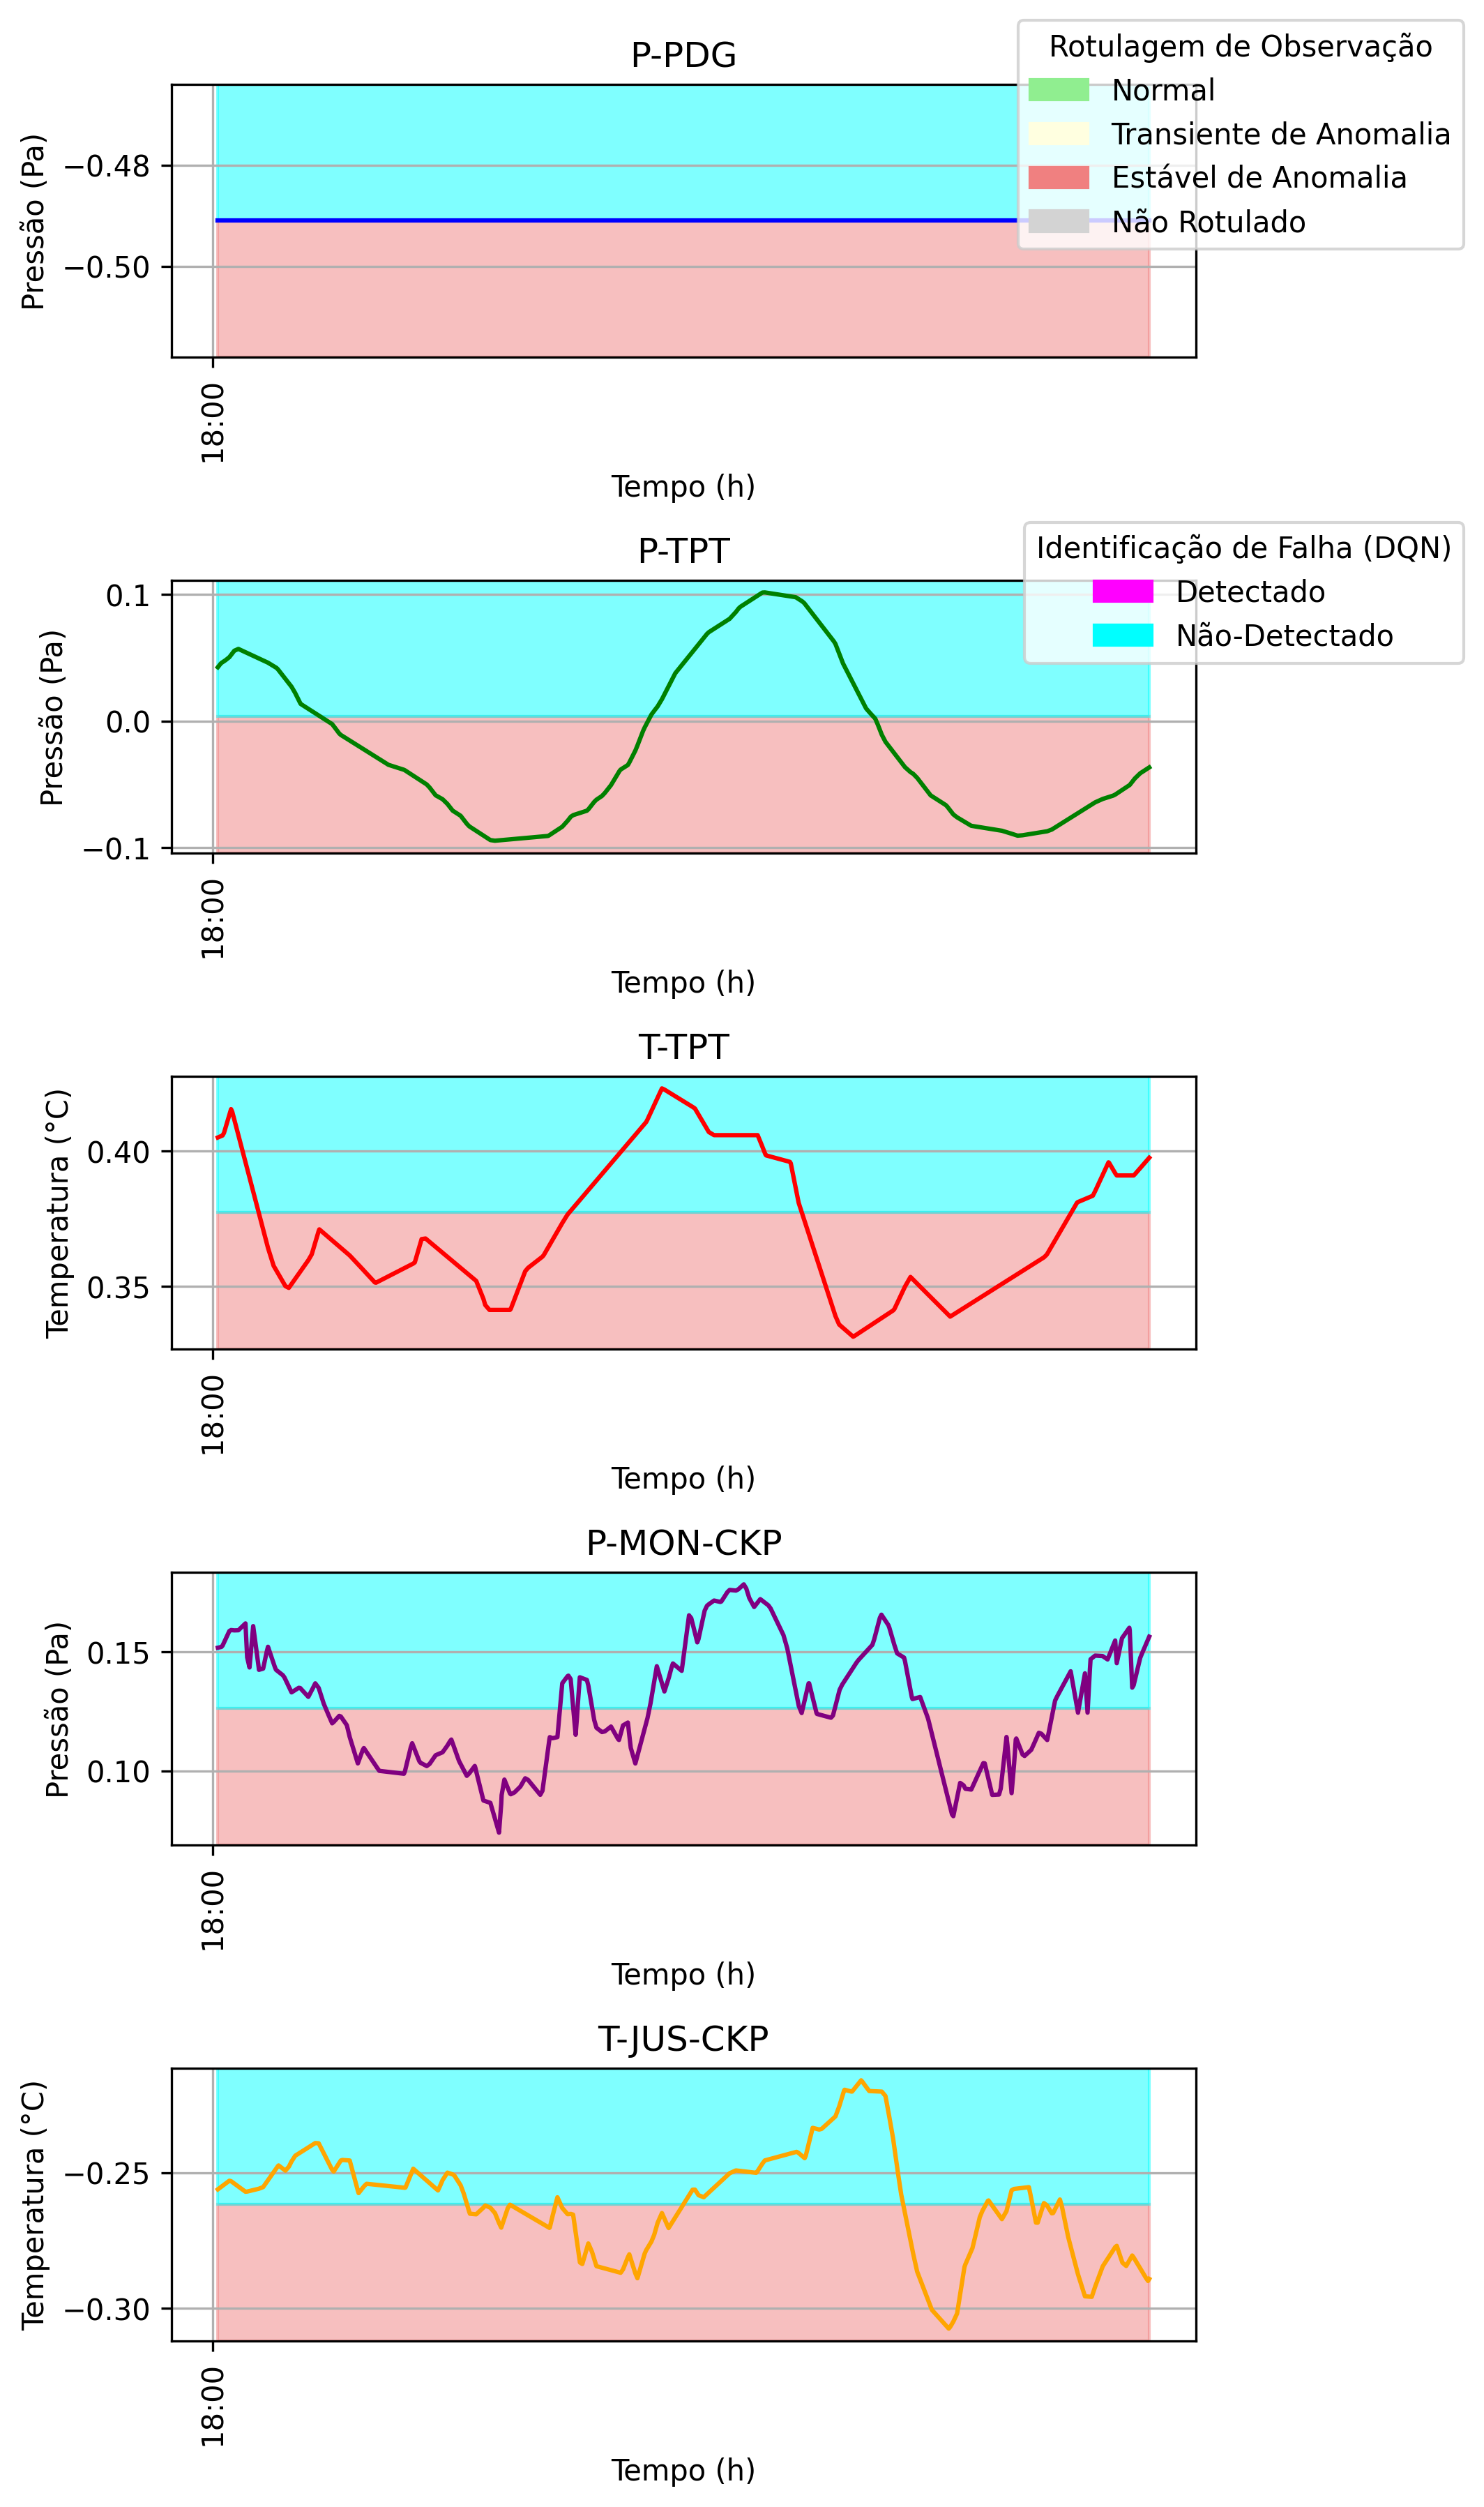 P-PDG
Rotulagem de Observação
Normal
Transiente de Anomalia
Estável de Anomalia
Não Rotulado
Pressão (Pa)
−0.48
−0.50
18:00
Tempo (h)
P-TPT
Identificação de Falha (DQN)
Detectado
Não-Detectado
Pressão (Pa)
0.1
0.0
−0.1
18:00
Tempo (h)
T-TPT
Temperatura (°C)
0.40
0.35
18:00
Tempo (h)
P-MON-CKP
Pressão (Pa)
0.15
0.10
18:00
Tempo (h)
T-JUS-CKP
Temperatura (°C)
−0.25
−0.30
18:00
Tempo (h)